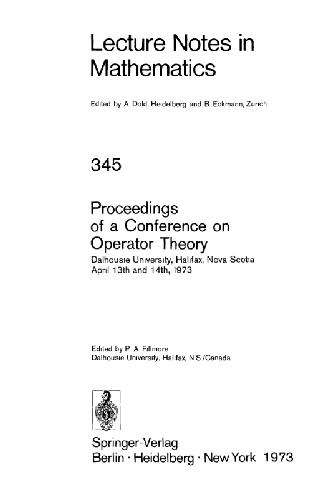 Lecture Notes in
Mathematics
Edited by A. Dold, Heidelberg and B. Eckmann, Zürich
345
Proceedings
of a Conference on
Operator Theory
Dalhousie University, Halifax, Nova Scotia
April 13th and 14th, 1973
Edited by P. A. Fillmore
Dalhousie University, Halifax, N.S./Canada
Springer-Verlag
Berlin · Heidelberg · New York 1973